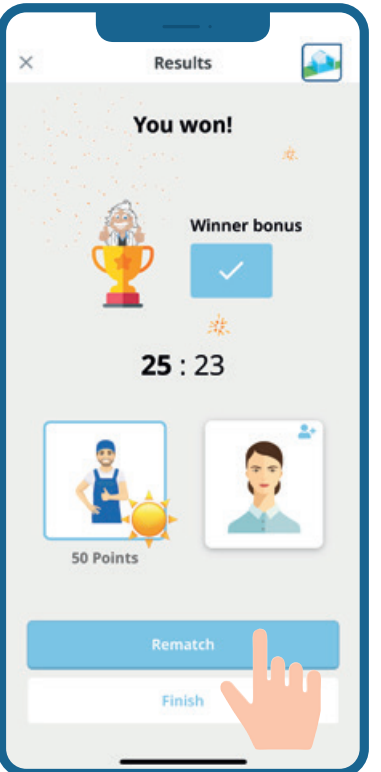 Results
You won!
Winner bonus
25 : 23
50 Points
Rematch
Finish